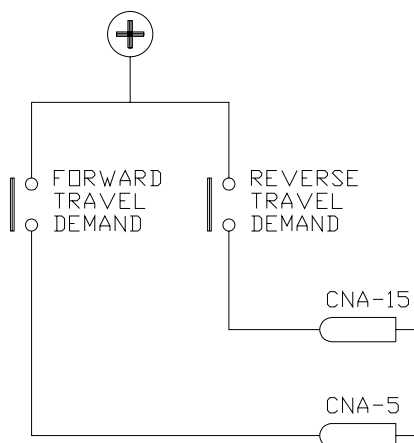 FORWARD
TRAVEL
DEMAND
REVERSE
TRAVEL
DEMAND
CNA-15
CNA-5